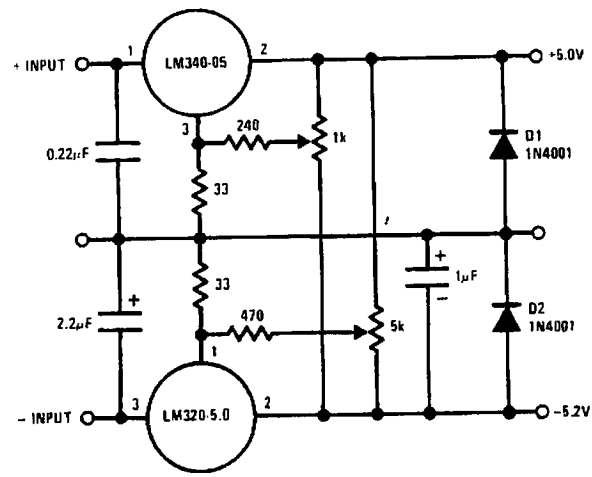 1
LM340-05
2
+ INPUT
+5.0V
3
240
1k
D1
1N4001
0.22μF
33
+
1μF
−
33
+
2.2μF
470
5k
D2
1N4001
1
3
LM320-5.0
2
− INPUT
−5.2V